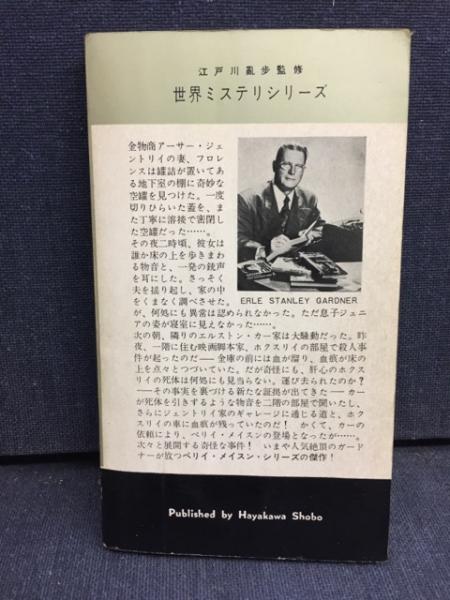 江戸川亂歩監修
世界ミステリシリーズ
金物商アーサー・ジェ
ントリイの妻、フロレ
ンスは罐詰が置いてあ
る地下室の棚に奇妙な
空罐を見つけた。一度
切りひらいた蓋を、ま
た丁寧に溶接で密閉し
た空罐だった……。
その夜二時頃、彼女は
誰か床の上を歩きまわ
る物音と、一発の銃声
を耳にした。さっそく
夫を揺り起し、家の中
をくまなく調べさせた。
ERLE STANLEY GARDNER
が、何処にも異常は認められなかった。ただ息子ジュニ
アの姿が寝室に見えなかった……。
次の朝、隣りのエルストン・カー家は大騒動だった。昨
夜、一階に住む映画脚本家、ホクスリイの部屋で殺人事
件が起ったのだ―― 金庫の前には血が溜り、血痕が床の
上を点々とつづいていた。だが奇怪にも、肝心のホクス
リイの死体は何処にも見当らない。運び去られたのか？
――その事実を裏づける新たな証拠が出てきた――カー
が死体を引きずるような物音を二階の部屋で聞いたし、
さらにジェントリイ家のギャレージに通じる道と、ホク
スリイの車に血痕が残っていたのだ！ かくて、カーの
依頼により、ペリイ・メイスンの登場となったが……。
次々と展開する奇怪な事件！ いまや人気絶頂のガード
ナーが放つペリイ・メイスン・シリーズの傑作！
Published by Hayakawa Shobo